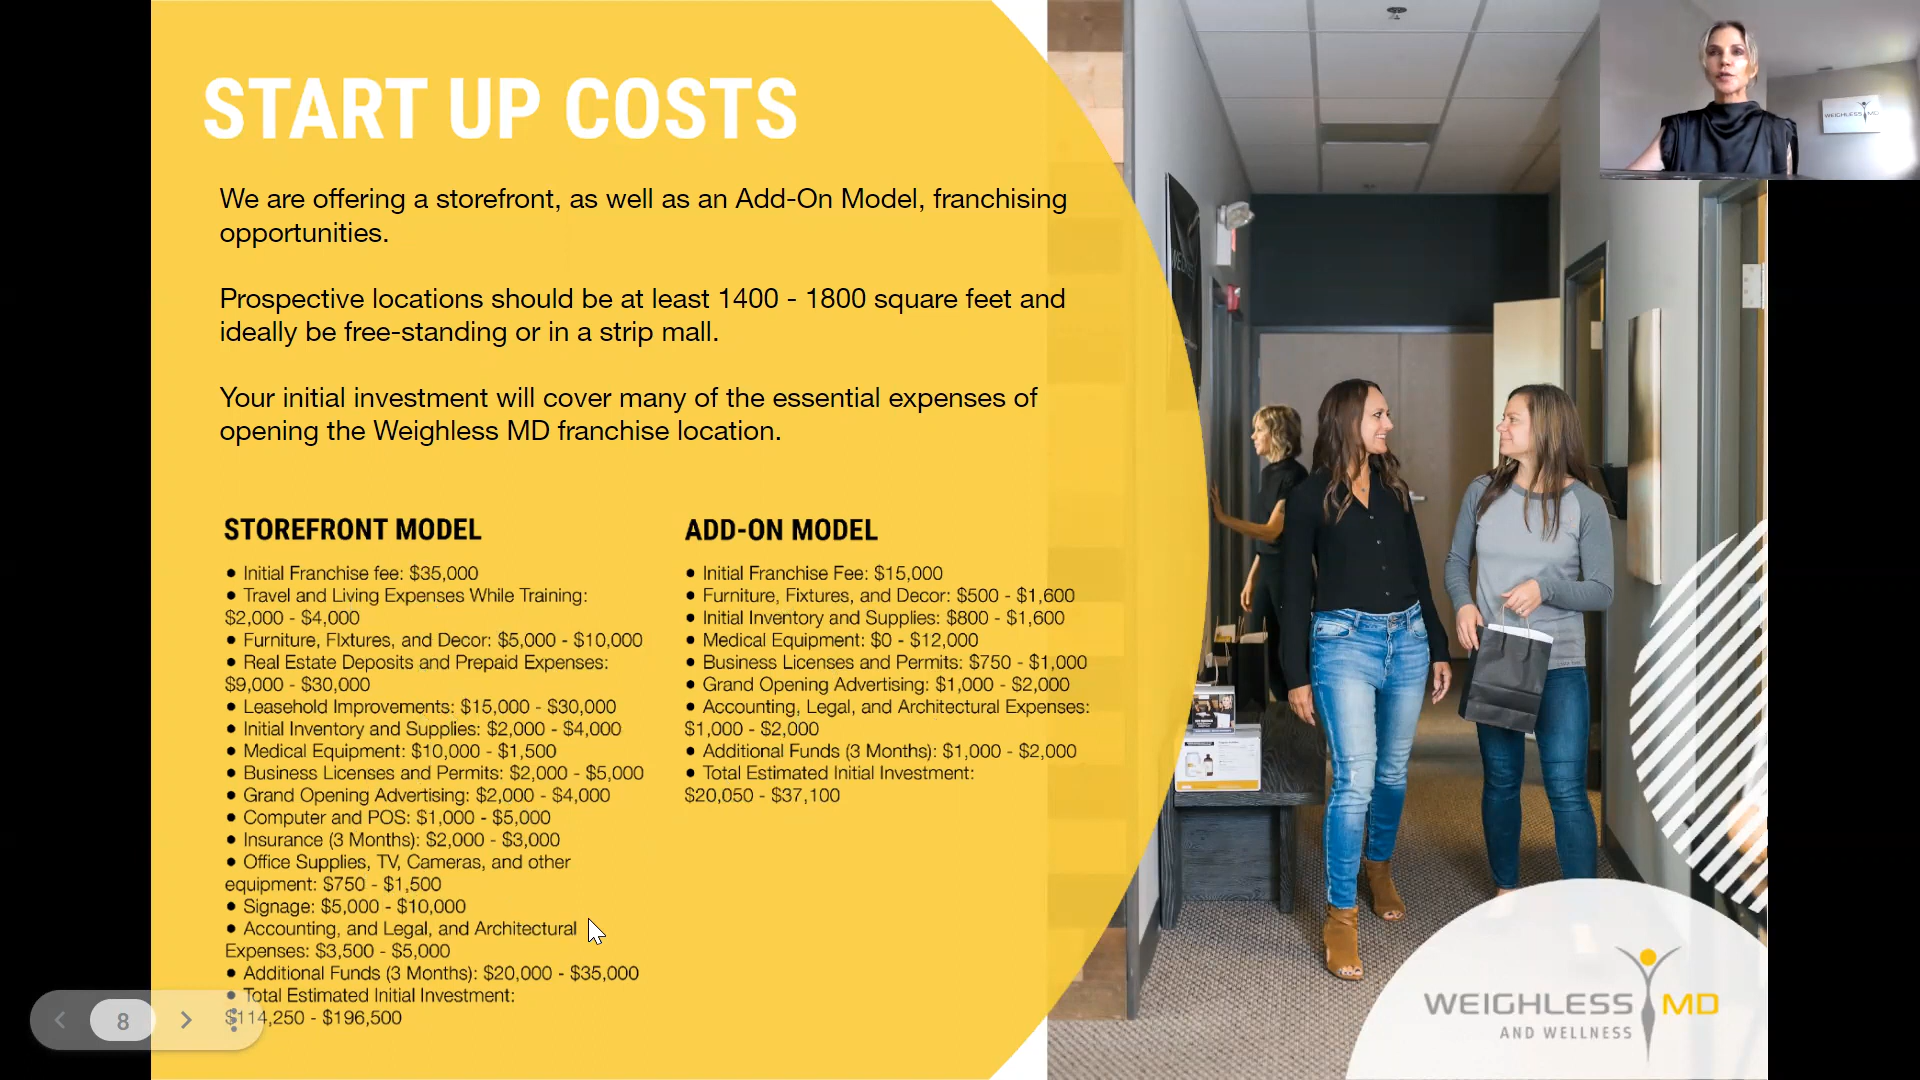 START UP COSTS
We are offering a storefront, as well as an Add-On Model, franchising
opportunities.
Prospective locations should be at least 1400 - 1800 square feet and
ideally be free-standing or in a strip mall.
Your initial investment will cover many of the essential expenses of
opening the Weighless MD franchise location.
STOREFRONT MODEL
● Initial Franchise fee: $35,000
● Travel and Living Expenses While Training:
$2,000 - $4,000
● Furniture, FIxtures, and Decor: $5,000 - $10,000
● Real Estate Deposits and Prepaid Expenses:
$9,000 - $30,000
● Leasehold Improvements: $15,000 - $30,000
● Initial Inventory and Supplies: $2,000 - $4,000
● Medical Equipment: $10,000 - $1,500
● Business Licenses and Permits: $2,000 - $5,000
● Grand Opening Advertising: $2,000 - $4,000
● Computer and POS: $1,000 - $5,000
● Insurance (3 Months): $2,000 - $3,000
● Office Supplies, TV, Cameras, and other
equipment: $750 - $1,500
● Signage: $5,000 - $10,000
● Accounting, and Legal, and Architectural
Expenses: $3,500 - $5,000
● Additional Funds (3 Months): $20,000 - $35,000
● Total Estimated Initial Investment:
$114,250 - $196,500
ADD-ON MODEL
● Initial Franchise Fee: $15,000
● Furniture, Fixtures, and Decor: $500 - $1,600
● Initial Inventory and Supplies: $800 - $1,600
● Medical Equipment: $0 - $12,000
● Business Licenses and Permits: $750 - $1,000
● Grand Opening Advertising: $1,000 - $2,000
● Accounting, Legal, and Architectural Expenses:
$1,000 - $2,000
● Additional Funds (3 Months): $1,000 - $2,000
● Total Estimated Initial Investment:
$20,050 - $37,100
8
WEIGHLESS MD
WEIGHLESS MD
AND WELLNESS